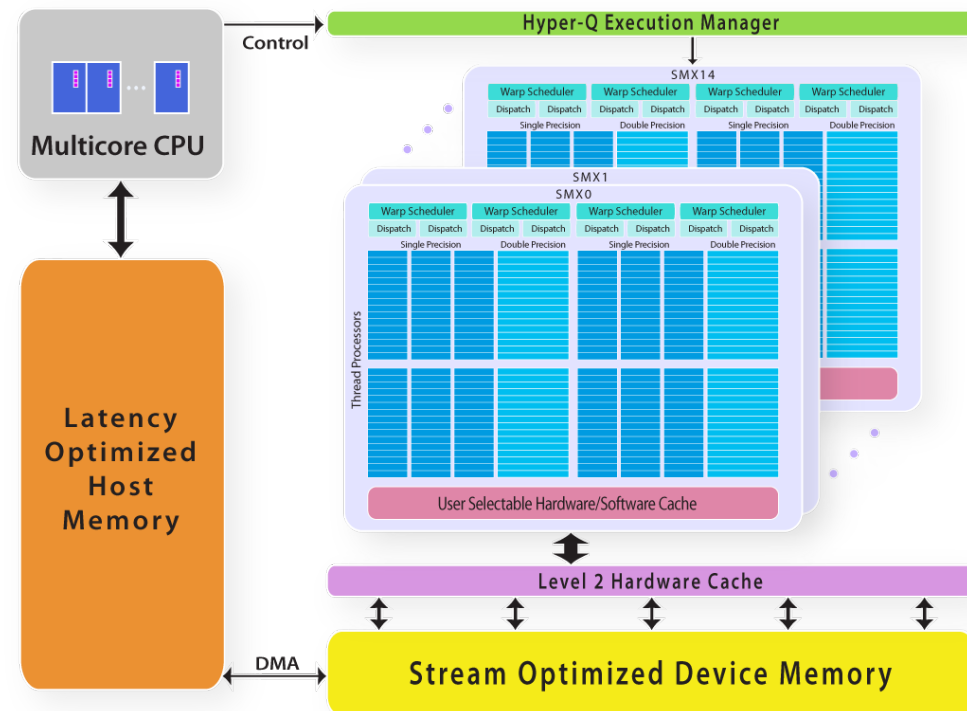 Hyper-Q Execution Manager
Control
Multicore CPU
SMX14
Warp Scheduler Warp Scheduler Warp Scheduler Warp Scheduler
Dispatch Dispatch Dispatch Dispatch Dispatch Dispatch Dispatch Dispatch
Single Precision Double Precision Single Precision Double Precision
SMX1
SMX0
Warp Scheduler Warp Scheduler Warp Scheduler Warp Scheduler
Dispatch Dispatch Dispatch Dispatch Dispatch Dispatch Dispatch Dispatch
Single Precision Double Precision Single Precision Double Precision
Thread Processors
User Selectable Hardware/Software Cache
Latency
Optimized
Host
Memory
Level 2 Hardware Cache
DMA
Stream Optimized Device Memory